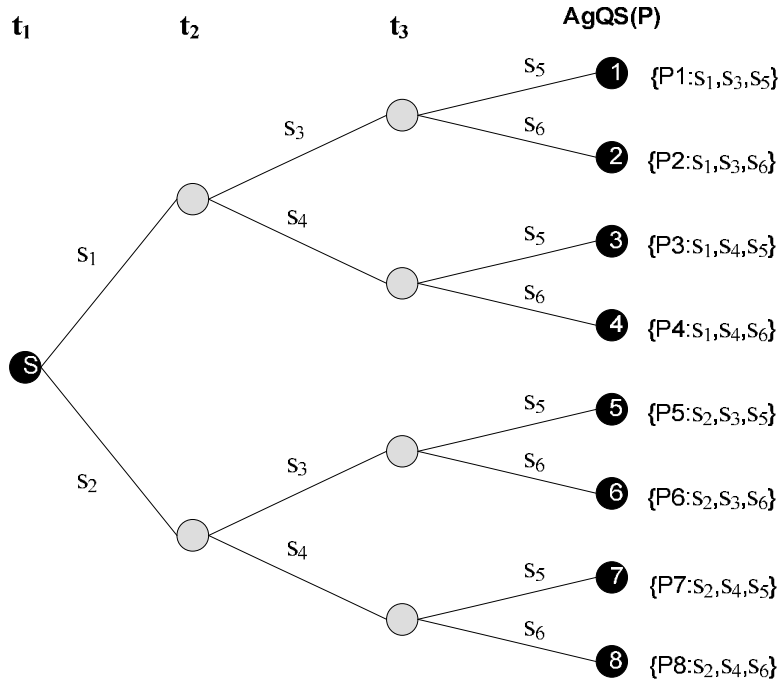 t₁ t₂ t₃ AgQS(P)
s₅ 1 {P1:s₁,s₃,s₅}
s₃ s₆ 2 {P2:s₁,s₃,s₆}
s₄ s₅ 3 {P3:s₁,s₄,s₅}
s₁ s₆ 4 {P4:s₁,s₄,s₆}
S
s₅ 5 {P5:s₂,s₃,s₅}
s₂ s₃ s₆ 6 {P6:s₂,s₃,s₆}
s₄ s₅ 7 {P7:s₂,s₄,s₅}
s₆ 8 {P8:s₂,s₄,s₆}